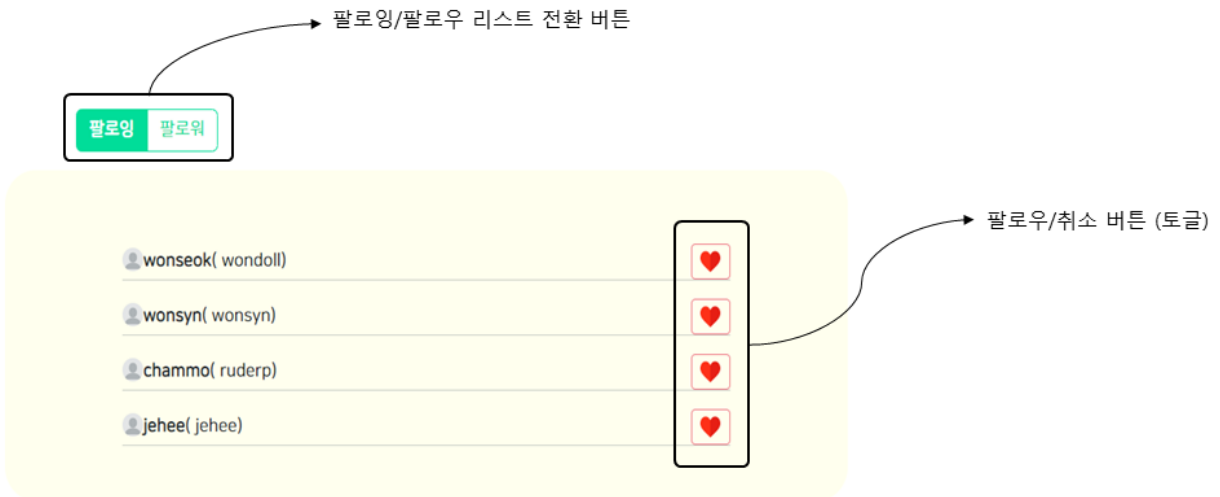 팔로잉/팔로우 리스트 전환 버튼
팔로잉 팔로워
팔로우/취소 버튼 (토글)
wonseok( wondoll)
wonsyn( wonsyn)
chammo( ruderp)
jehee( jehee)